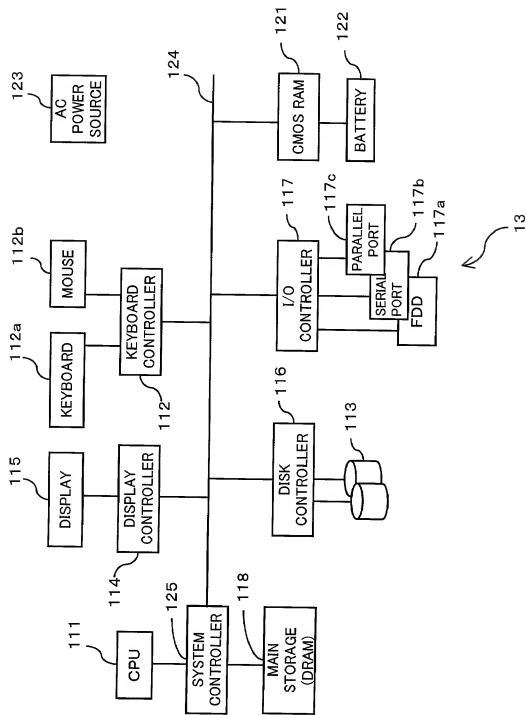 123
AC
POWER
SOURCE
124
121
CMOS RAM
122
BATTERY
112b
MOUSE
112a
KEYBOARD
KEYBOARD
CONTROLLER
112
117
I/O
CONTROLLER
117c
PARALLEL
PORT
117b
SERIAL
PORT
117a
FDD
13
115
DISPLAY
DISPLAY
CONTROLLER
114
116
DISK
CONTROLLER
113
111
CPU
125
SYSTEM
CONTROLLER
118
MAIN
STORAGE
(DRAM)